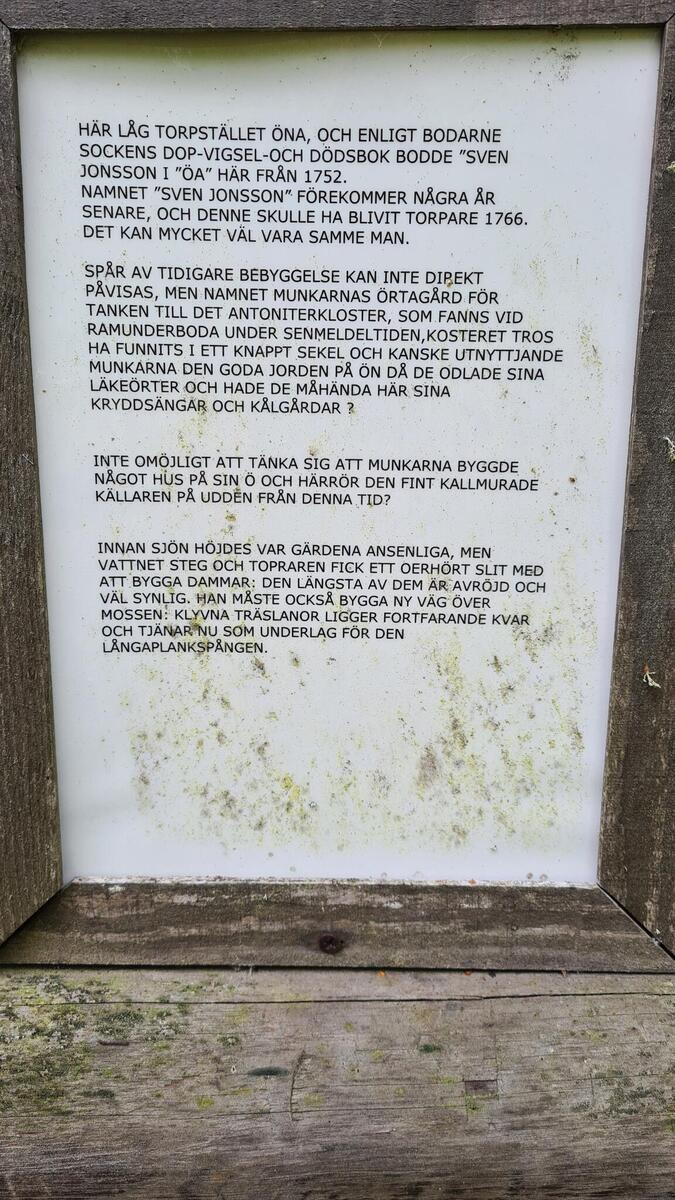 HÄR LÅG TORPSTÄLLET ÖNA, OCH ENLIGT BODARNE
SOCKENS DOP-VIGSEL-OCH DÖDSBOK BODDE ”SVEN
JONSSON I ”ÖA” HÄR FRÅN 1752.
NAMNET ”SVEN JONSSON” FÖREKOMMER NÅGRA ÅR
SENARE, OCH DENNE SKULLE HA BLIVIT TORPARE 1766.
DET KAN MYCKET VÄL VARA SAMME MAN.
SPÅR AV TIDIGARE BEBYGGELSE KAN INTE DIREKT
PÅVISAS, MEN NAMNET MUNKARNAS ÖRTAGÅRD FÖR
TANKEN TILL DET ANTONITERKLOSTER, SOM FANNS VID
RAMUNDERBODA UNDER SENMELDELTIDEN,KOSTERET TROS
HA FUNNITS I ETT KNAPPT SEKEL OCH KANSKE UTNYTTJANDE
MUNKARNA DEN GODA JORDEN PÅ ÖN DÅ DE ODLADE SINA
LÄKEÖRTER OCH HADE DE MÅHÄNDA HÄR SINA
KRYDDSÄNGAR OCH KÅLGÅRDAR ?
INTE OMÖJLIGT ATT TÄNKA SIG ATT MUNKARNA BYGGDE
NÅGOT HUS PÅ SIN Ö OCH HÄRRÖR DEN FINT KALLMURADE
KÄLLAREN PÅ UDDEN FRÅN DENNA TID?
INNAN SJÖN HÖJDES VAR GÄRDENA ANSENLIGA, MEN
VATTNET STEG OCH TOPRAREN FICK ETT OERHÖRT SLIT MED
ATT BYGGA DAMMAR: DEN LÄNGSTA AV DEM ÄR AVRÖJD OCH
VÄL SYNLIG. HAN MÅSTE OCKSÅ BYGGA NY VÄG ÖVER
MOSSEN: KLYVNA TRÄSLANOR LIGGER FORTFARANDE KVAR
OCH TJÄNAR NU SOM UNDERLAG FÖR DEN
LÅNGAPLANKSPÅNGEN.